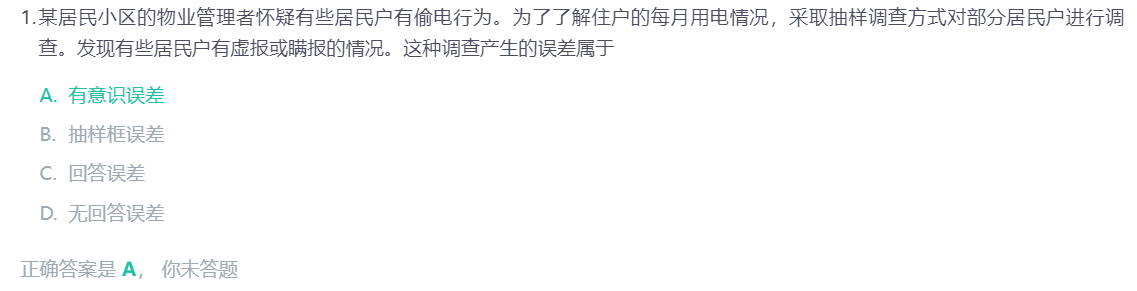 1.某居民小区的物业管理者怀疑有些居民户有偷电行为。为了了解住户的每月用电情况，采取抽样调查方式对部分居民户进行调
查。发现有些居民户有虚报或瞒报的情况。这种调查产生的误差属于
A. 有意识误差
B. 抽样框误差
C. 回答误差
D. 无回答误差
正确答案是 A， 你未答题